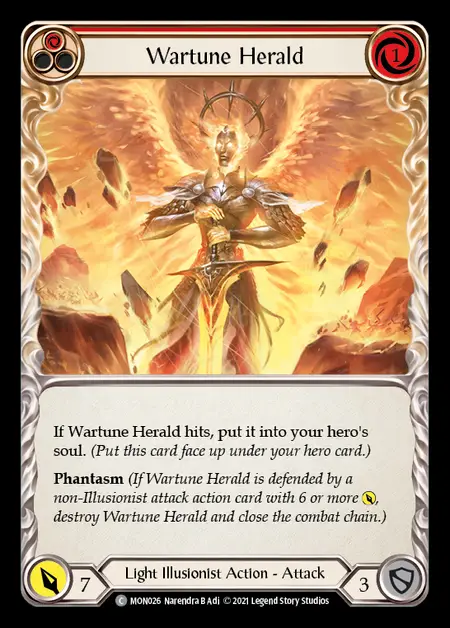 Wartune Herald
1
If Wartune Herald hits, put it into your hero's
soul. (Put this card face up under your hero card.)
Phantasm (If Wartune Herald is defended by a
non-Illusionist attack action card with 6 or more ,
destroy Wartune Herald and close the combat chain.)
7
Light Illusionist Action - Attack
3
C MON026 Narendra B Adi © 2021 Legend Story Studios